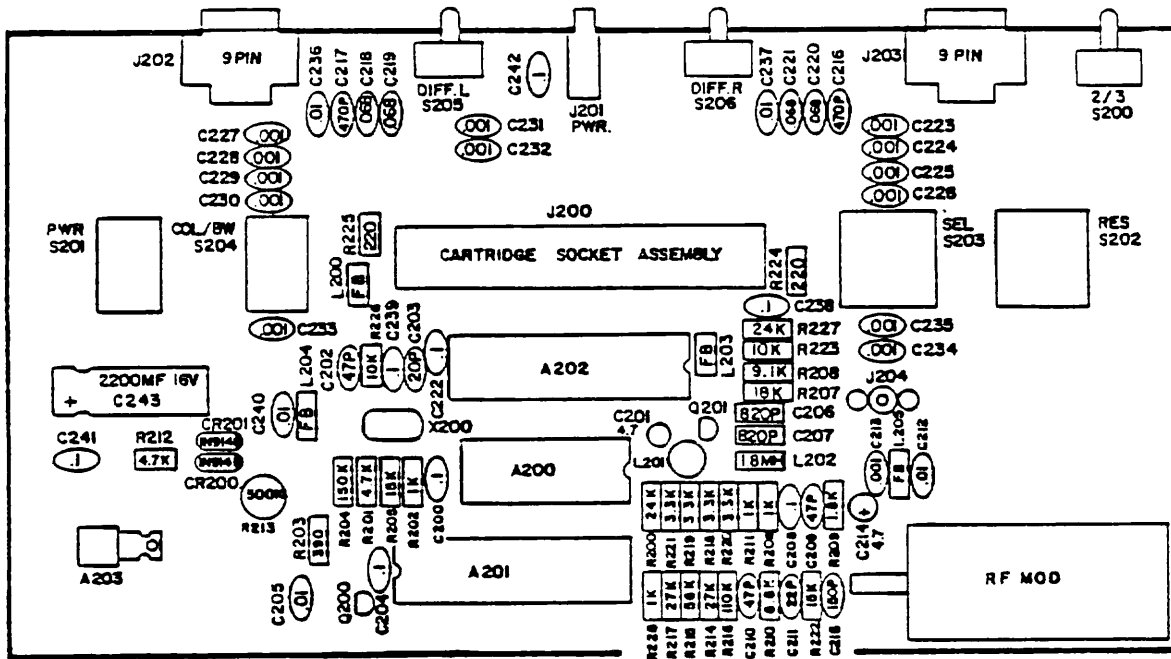 J202
9 PIN
C236
C217
C218
C219
.01
470P
.068
.068
DIFF.L
S205
C242
.1
J201
PWR.
DIFF.R
S206
C237
C221
C220
C216
.01
.068
.068
470P
J203
9 PIN
2/3
S200
C227 .001
C228 .001
C229 .001
C230 .001
.001 C231
.001 C232
.001 C223
.001 C224
.001 C225
.001 C226
PWR
S201
COL/BW
S204
R225
220
J200
CARTRIDGE SOCKET ASSEMBLY
R224
220
SEL
S203
RES
S202
L200
FB
.001 C233
R226
C239
C203
L204
C202
47P
10K
.1
20P
.1
C222
A202
FB
L203
.1 C238
24K R227
10K R223
9.1K R208
18K R207
820P C206
820P C207
18MH L202
.001 C235
.001 C234
J204
2200MF 16V
+ C243
C240
.01
FB
X200
C201
4.7
Q201
L201
C213
L205
C212
.001
FB
.01
C241
.1
R212
4.7K
CR201
CR200
500K
R213
R203
390
150K
4.7K
18K
1K
.1
R204
R201
R205
R202
C200
A200
24K
3.3K
3.3K
3.3K
3.3K
1K
1K
.1
47P
1.8K
R200
R221
R219
R218
R220
R211
R206
C208
C209
+
C214
4.7
A203
C205
.01
Q200
.1
C204
A201
1K
27K
56K
27K
110K
47P
6.8K
22P
15K
150P
R228
R217
R215
R214
R216
C210
R210
C211
R222
C215
RF MOD